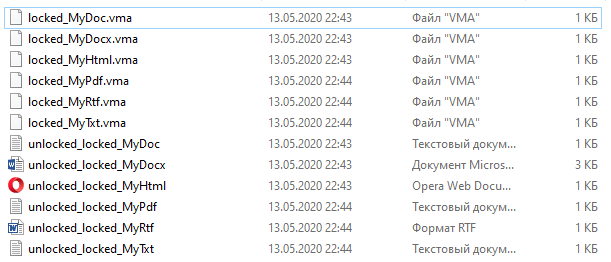 locked_MyDoc.vma 13.05.2020 22:43 Файл "VMA" 1 КБ
locked_MyDocx.vma 13.05.2020 22:43 Файл "VMA" 1 КБ
locked_MyHtml.vma 13.05.2020 22:43 Файл "VMA" 1 КБ
locked_MyPdf.vma 13.05.2020 22:44 Файл "VMA" 1 КБ
locked_MyRtf.vma 13.05.2020 22:44 Файл "VMA" 1 КБ
locked_MyTxt.vma 13.05.2020 22:44 Файл "VMA" 1 КБ
unlocked_locked_MyDoc 13.05.2020 22:43 Текстовый докум... 1 КБ
unlocked_locked_MyDocx 13.05.2020 22:43 Документ Micros... 3 КБ
unlocked_locked_MyHtml 13.05.2020 22:43 Opera Web Docu... 1 КБ
unlocked_locked_MyPdf 13.05.2020 22:44 Текстовый докум... 1 КБ
unlocked_locked_MyRtf 13.05.2020 22:44 Формат RTF 1 КБ
unlocked_locked_MyTxt 13.05.2020 22:44 Текстовый докум... 1 КБ